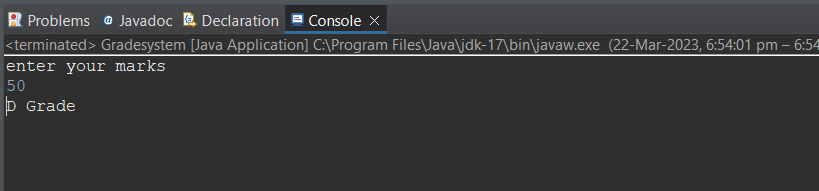 Problems @ Javadoc Declaration Console
<terminated> Gradesystem [Java Application] C:\Program Files\Java\jdk-17\bin\javaw.exe (22-Mar-2023, 6:54:01 pm – 6:54
enter your marks
50
D Grade